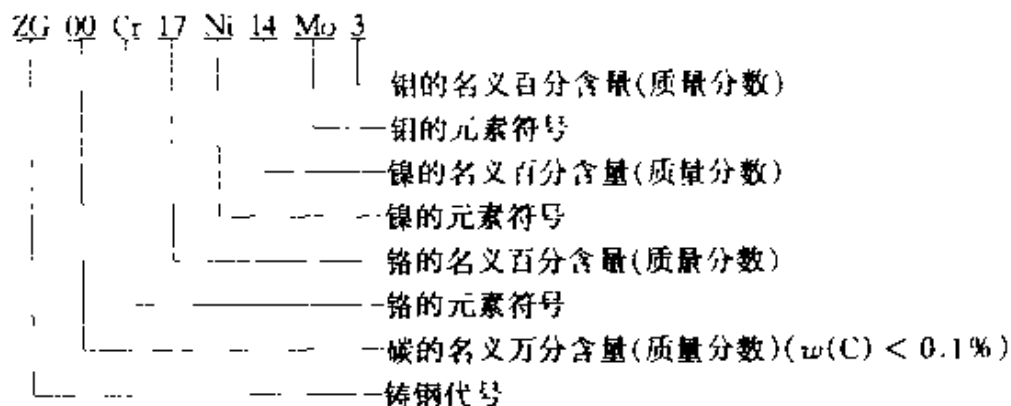 ZG 00 Cr 17 Ni 14 Mo 3
钼的名义百分含量(质量分数)
钼的元素符号
镍的名义百分含量(质量分数)
镍的元素符号
铬的名义百分含量(质量分数)
铬的元素符号
碳的名义万分含量(质量分数)(w(C) < 0.1%)
铸钢代号